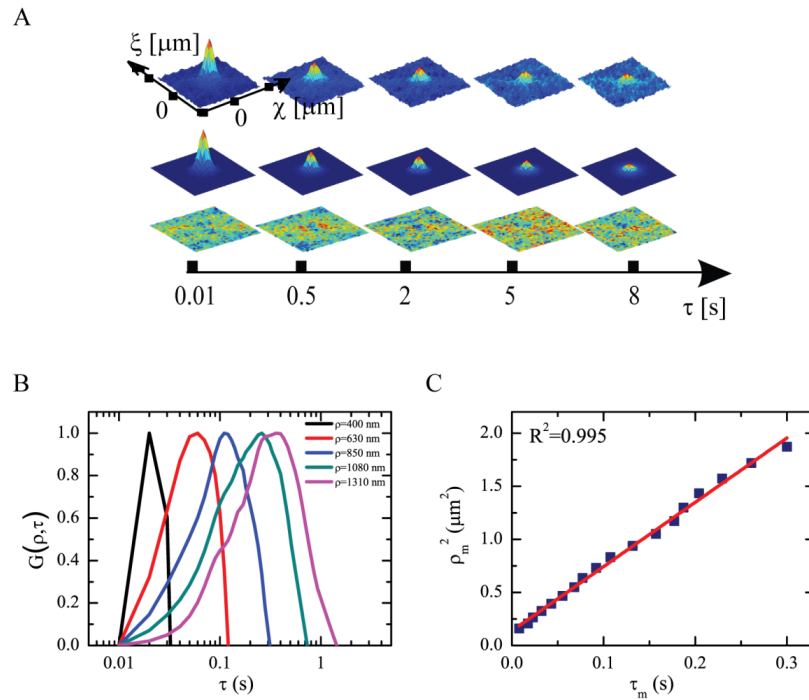 A
ξ [μm]
0
0
χ [μm]
0.01
0.5
2
5
8
τ [s]
B
G(ρ,τ)
1.0
0.8
0.6
0.4
0.2
0.0
0.01
0.1
1
τ (s)
ρ=400 nm
ρ=630 nm
ρ=850 nm
ρ=1080 nm
ρ=1310 nm
C
R²=0.995
ρₘ² (μm²)
2.0
1.5
1.0
0.5
0.0
0.0
0.1
0.2
0.3
τₘ (s)